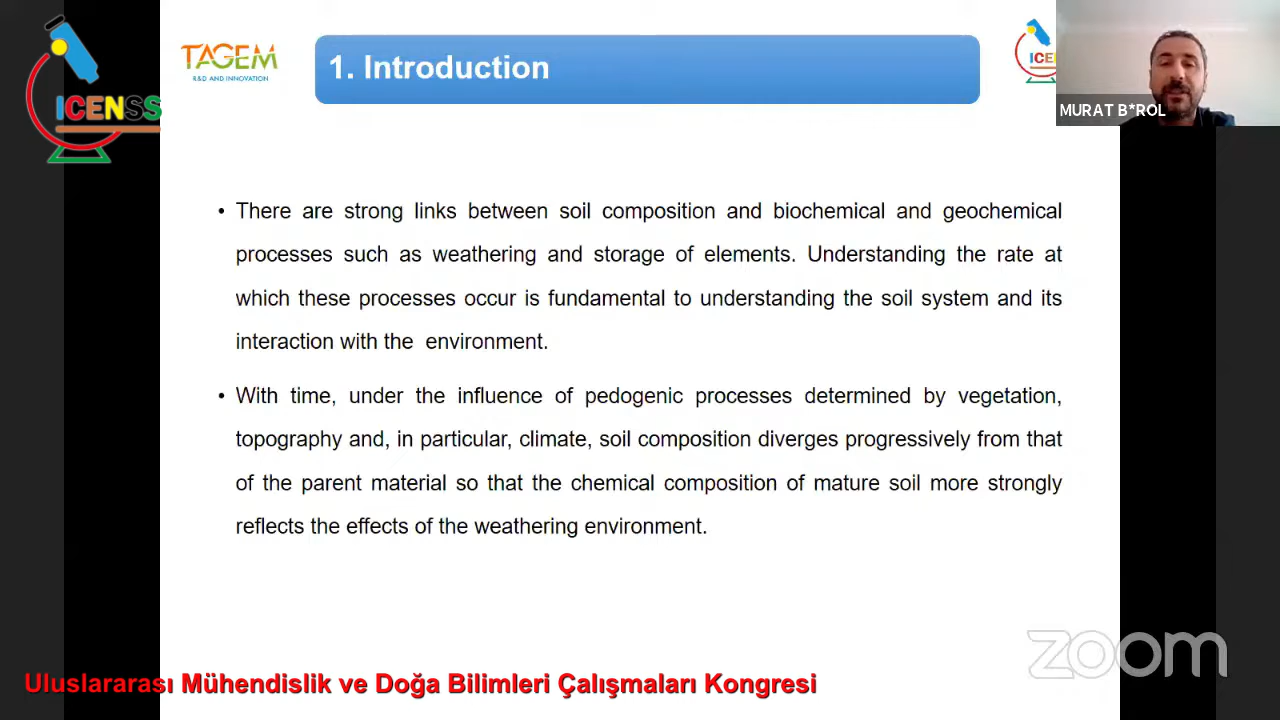 ICENSS
TAGEM
R&D AND INNOVATION
1. Introduction
ICE
MURAT B*ROL
• There are strong links between soil composition and biochemical and geochemical
processes such as weathering and storage of elements. Understanding the rate at
which these processes occur is fundamental to understanding the soil system and its
interaction with the environment.
• With time, under the influence of pedogenic processes determined by vegetation,
topography and, in particular, climate, soil composition diverges progressively from that
of the parent material so that the chemical composition of mature soil more strongly
reflects the effects of the weathering environment.
zoom
Uluslararası Mühendislik ve Doğa Bilimleri Çalışmaları Kongresi